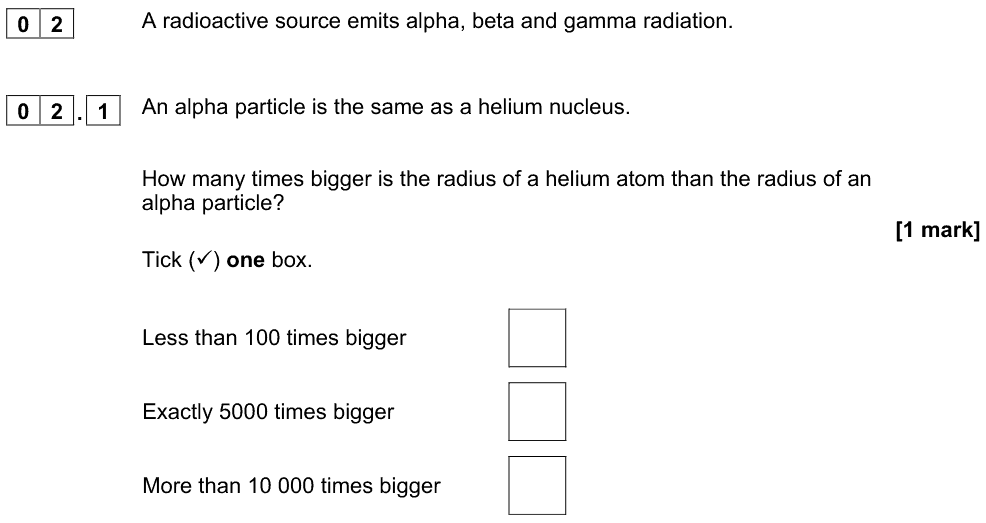 0 2 A radioactive source emits alpha, beta and gamma radiation.
0 2 . 1 An alpha particle is the same as a helium nucleus.
How many times bigger is the radius of a helium atom than the radius of an
alpha particle?
[1 mark]
Tick (✓) one box.
Less than 100 times bigger
Exactly 5000 times bigger
More than 10 000 times bigger